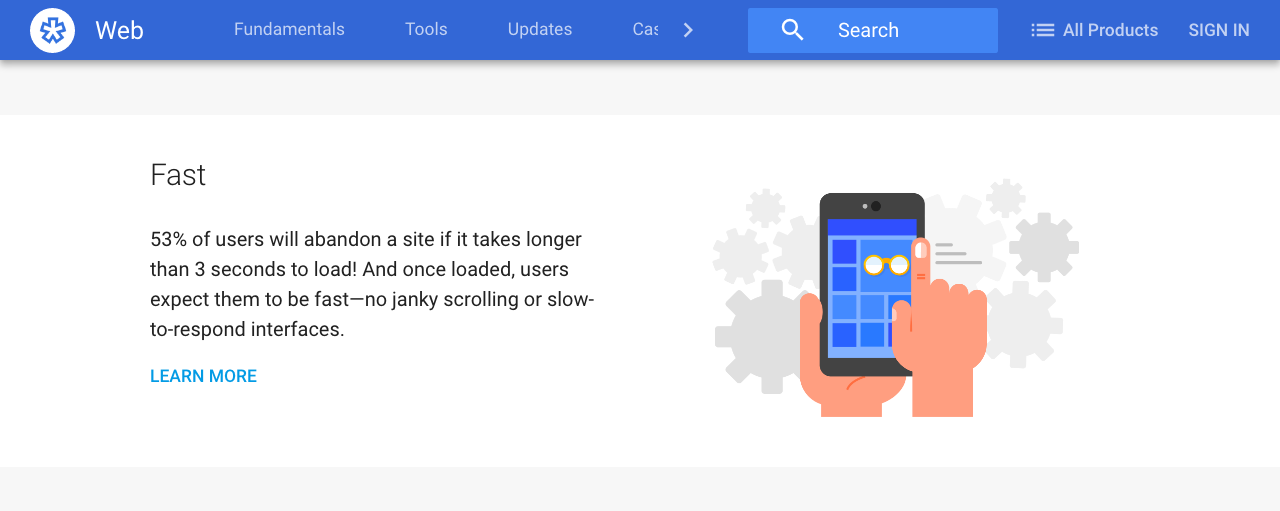 Web Fundamentals Tools Updates Cas Search All Products SIGN IN
Fast
53% of users will abandon a site if it takes longer
than 3 seconds to load! And once loaded, users
expect them to be fast—no janky scrolling or slow-
to-respond interfaces.
LEARN MORE